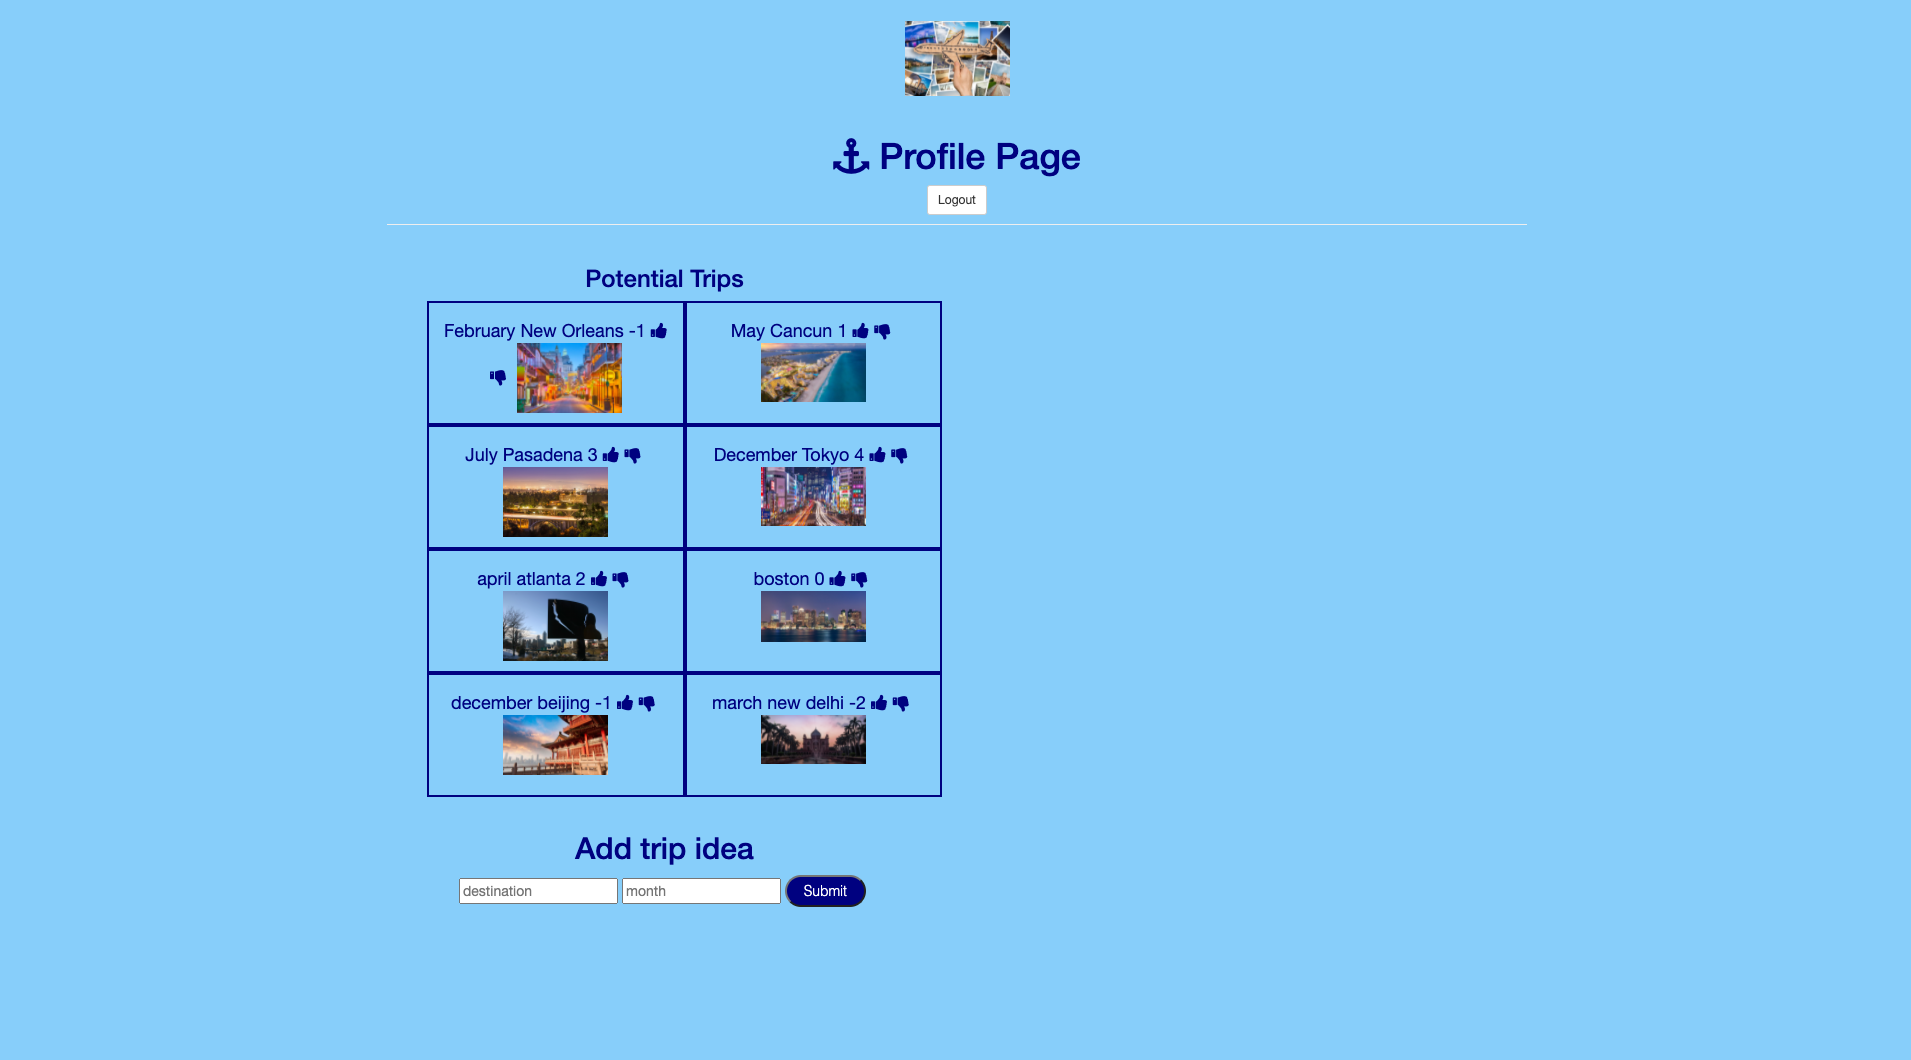 Profile Page
Logout
Potential Trips
February New Orleans -1
May Cancun 1
July Pasadena 3
December Tokyo 4
april atlanta 2
boston 0
december beijing -1
march new delhi -2
Add trip idea
destination month Submit